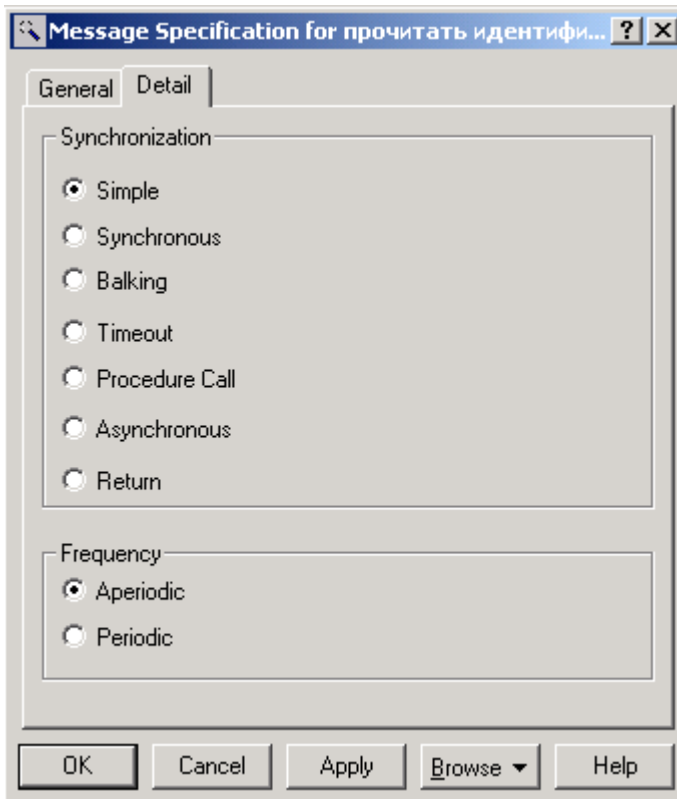 Message Specification for прочитать идентифи...
General Detail
Synchronization
Simple
Synchronous
Balking
Timeout
Procedure Call
Asynchronous
Return
Frequency
Aperiodic
Periodic
OK Cancel Apply Browse Help